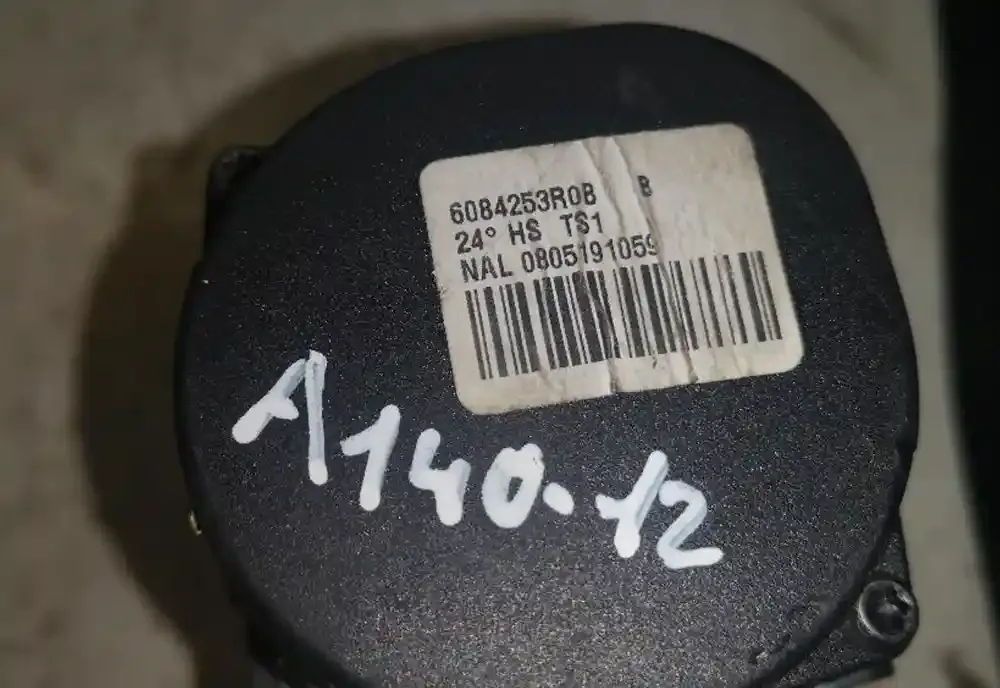 6084253R0B B
24° HS TS1
NAL 0805191059
A140-12